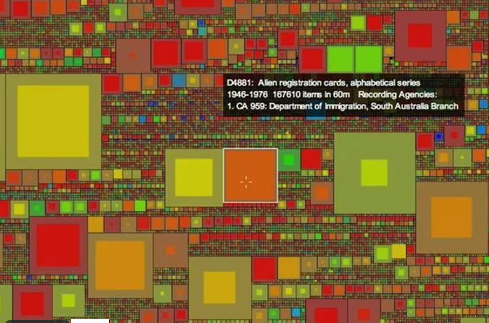 D4881: Alien registration cards, alphabetical series
1946-1976 167610 items in 60m Recording Agencies:
1. CA 959: Department of Immigration, South Australia Branch